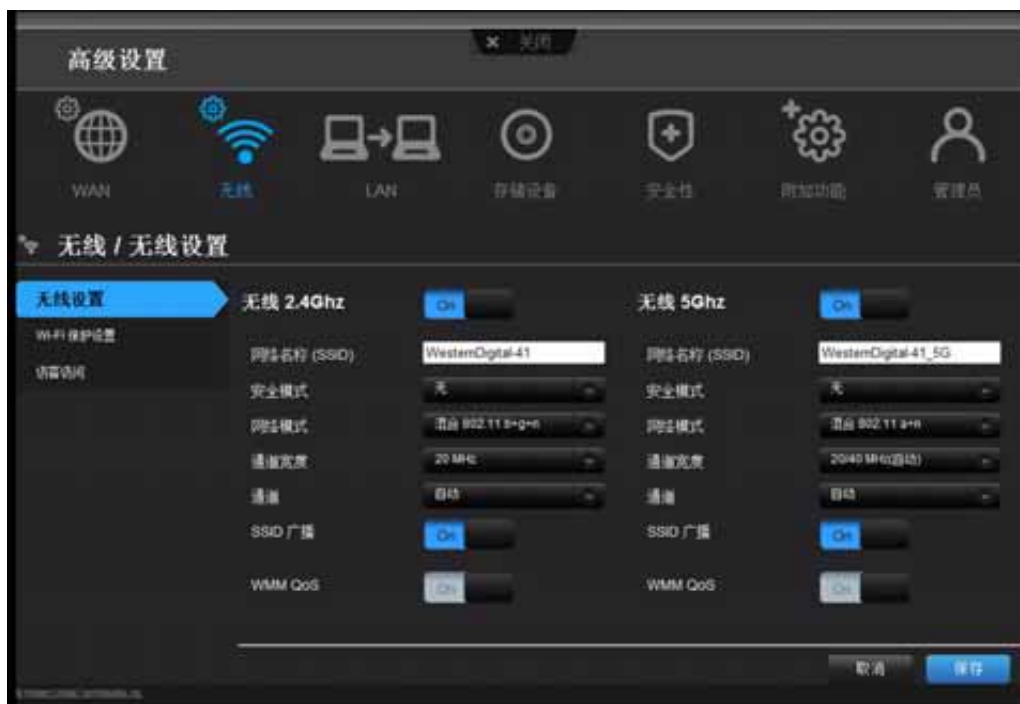 关闭
高级设置
WAN
无线
LAN
存储设备
安全性
附加功能
管理员
无线 / 无线设置
无线设置
Wi-Fi 保护设置
访客访问
无线 2.4Ghz
On
网络名称 (SSID)
WesternDigital-41
安全模式
无
网络模式
混合 802.11 b+g+n
通道宽度
20 MHz
通道
自动
SSID 广播
On
WMM QoS
On
无线 5Ghz
On
网络名称 (SSID)
WesternDigital-41_5G
安全模式
无
网络模式
混合 802.11 a+n
通道宽度
20/40 MHz(自动)
通道
自动
SSID 广播
On
WMM QoS
On
取消
保存